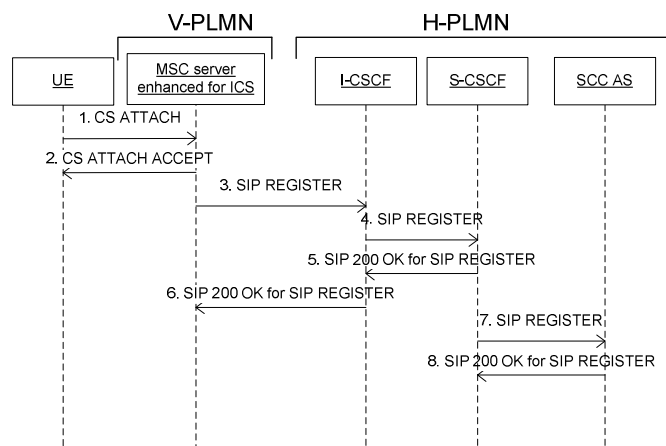 V-PLMN
H-PLMN
UE
MSC server
enhanced for ICS
I-CSCF
S-CSCF
SCC AS
1. CS ATTACH
2. CS ATTACH ACCEPT
3. SIP REGISTER
4. SIP REGISTER
5. SIP 200 OK for SIP REGISTER
6. SIP 200 OK for SIP REGISTER
7. SIP REGISTER
8. SIP 200 OK for SIP REGISTER